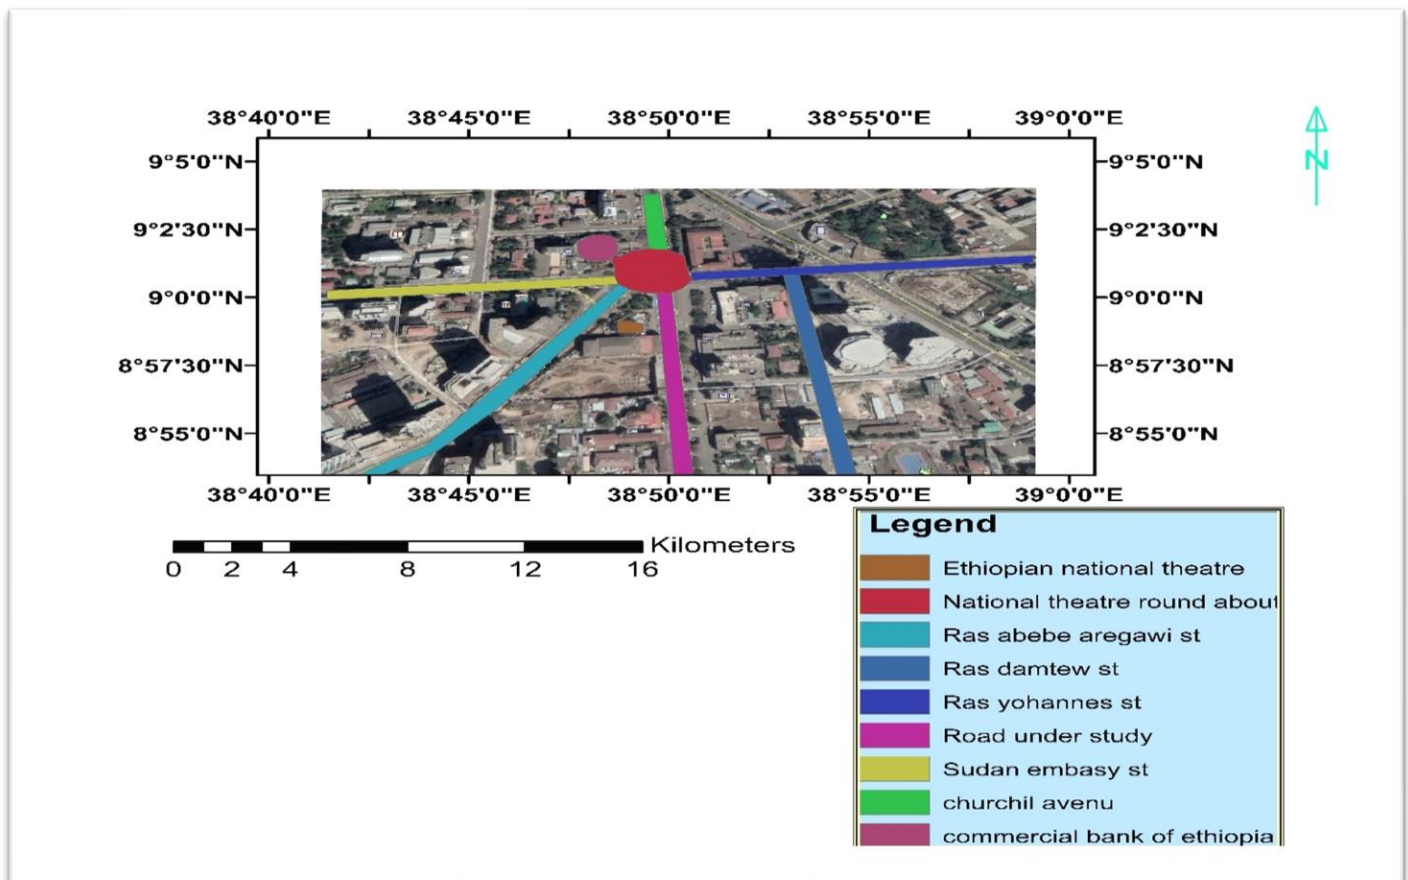 38°40'0"E 38°45'0"E 38°50'0"E 38°55'0"E 39°0'0"E
N
9°5'0"N 9°5'0"N
9°2'30"N 9°2'30"N
9°0'0"N 9°0'0"N
8°57'30"N 8°57'30"N
8°55'0"N 8°55'0"N
38°40'0"E 38°45'0"E 38°50'0"E 38°55'0"E 39°0'0"E
Kilometers
0 2 4 8 12 16
Legend
Ethiopian national theatre
National theatre round about
Ras abebe aregawi st
Ras damtew st
Ras yohannes st
Road under study
Sudan embasy st
churchil avenu
commercial bank of ethiopia